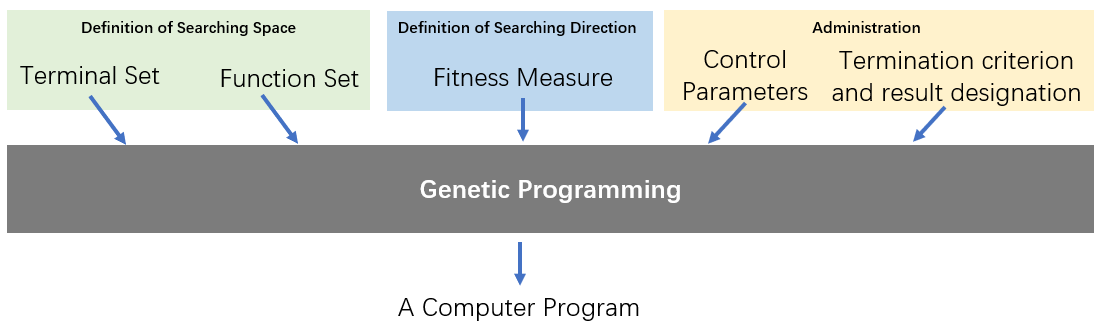 Definition of Searching Space
Terminal Set
Function Set
Definition of Searching Direction
Fitness Measure
Administration
Control
Parameters
Termination criterion
and result designation
Genetic Programming
A Computer Program